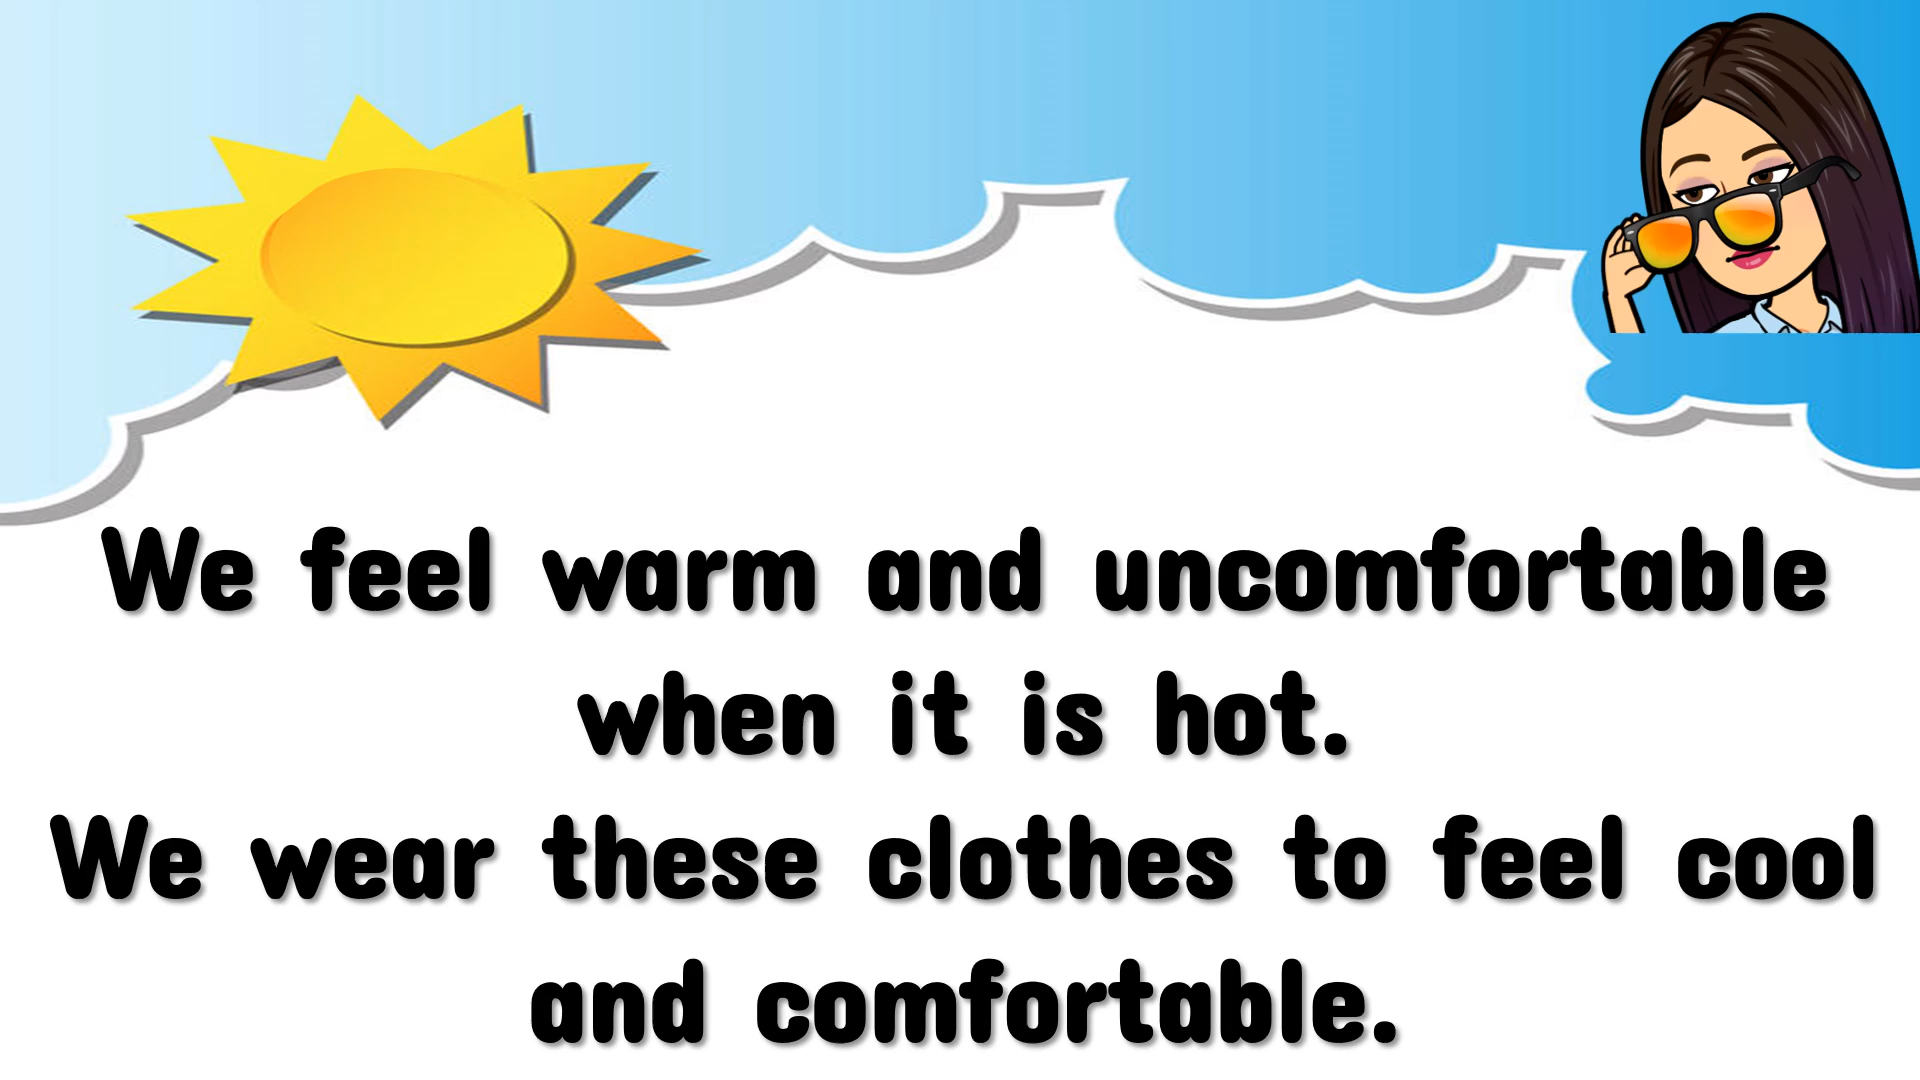 We feel warm and uncomfortable
when it is hot.
We wear these clothes to feel cool
and comfortable.